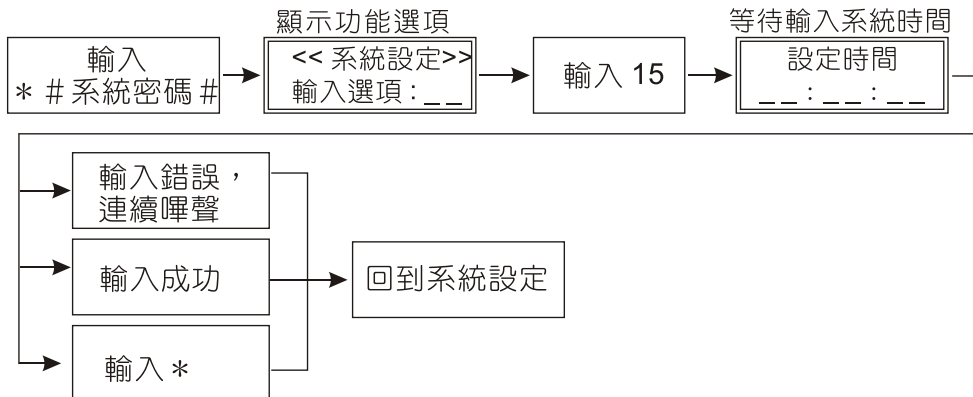 顯示功能選項
等待輸入系統時間
輸入
＊＃系統密碼＃
<< 系統設定>>
輸入選項:_ _
輸入 15
設定時間
_ _ : _ _ : _ _
輸入錯誤，
連續嗶聲
輸入成功
回到系統設定
輸入＊